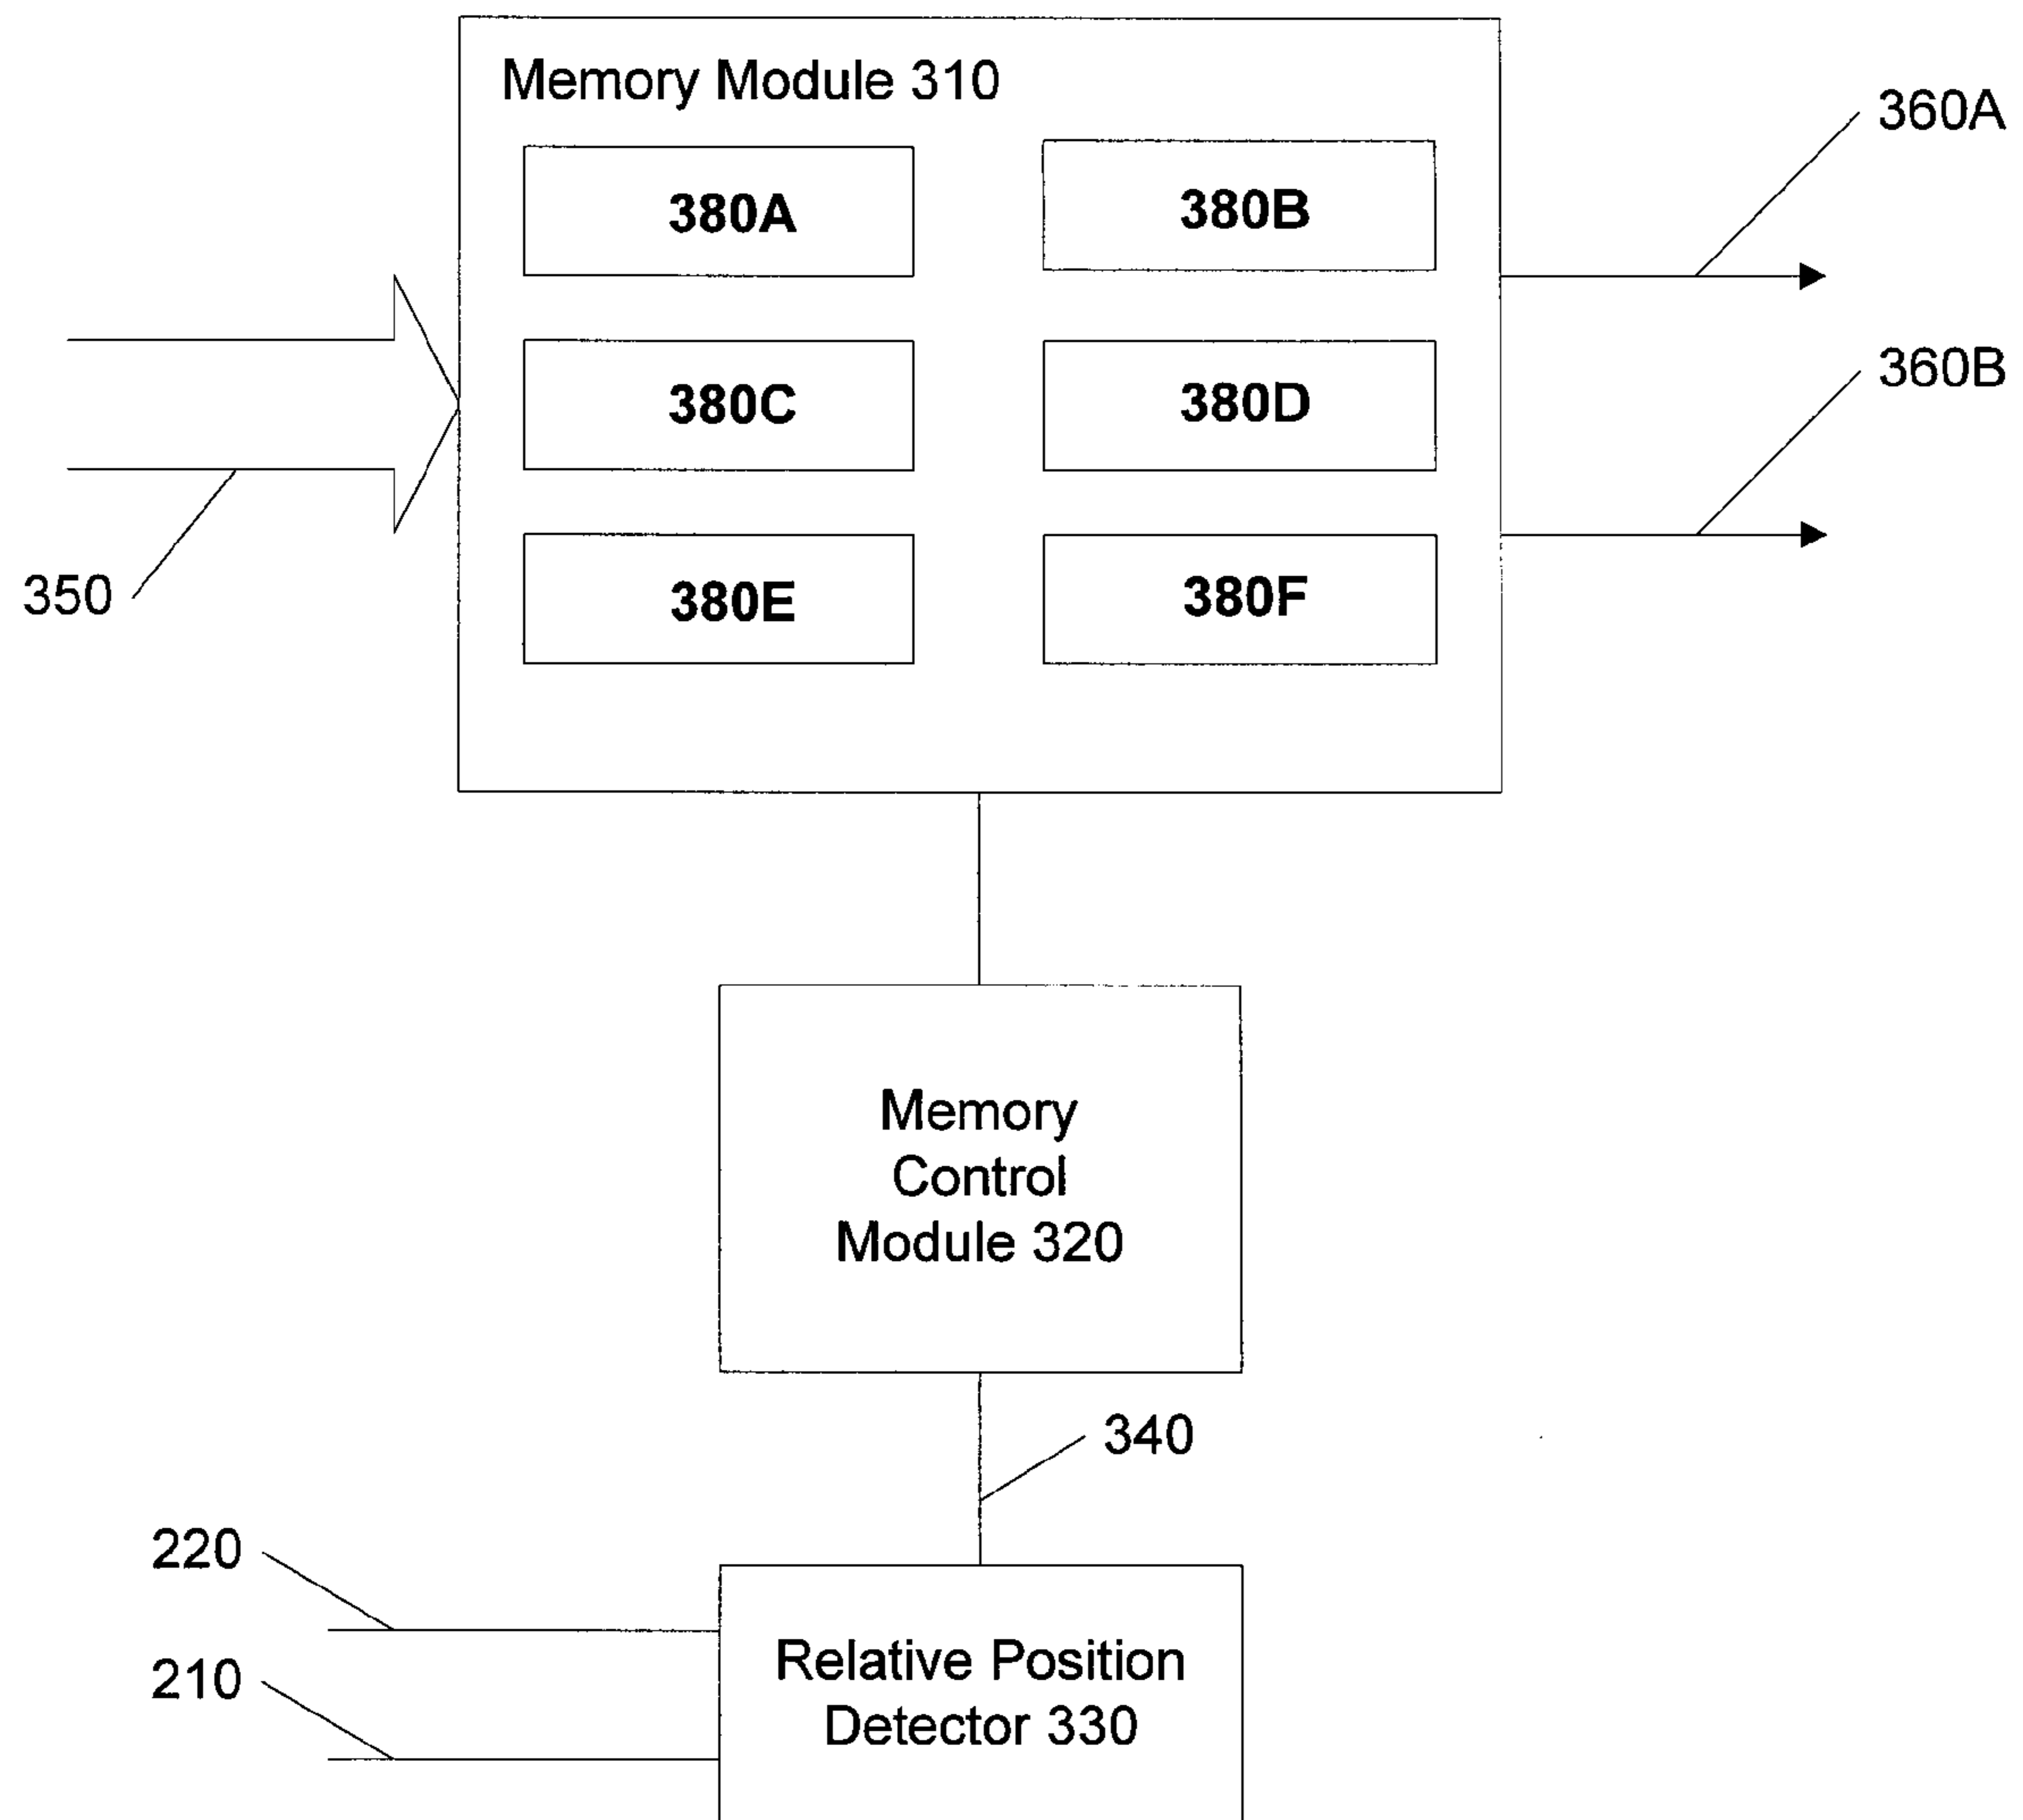 Memory Module 310
360A
380A
380B
360B
380C
380D
350
380E
380F
Memory
Control
Module 320
340
220
210
Relative Position
Detector 330